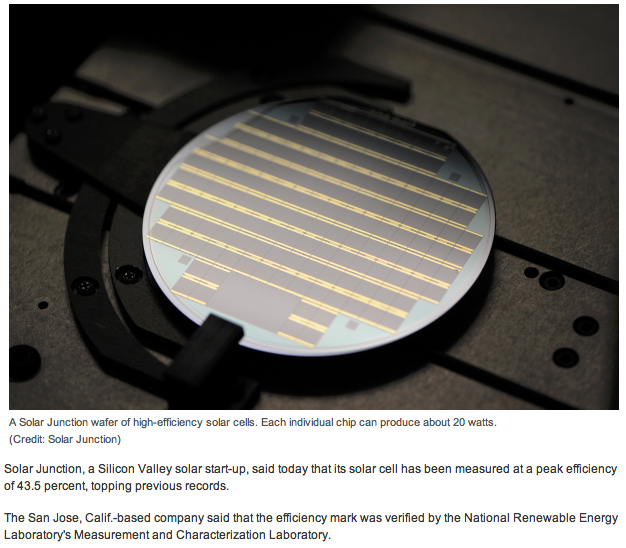 A Solar Junction wafer of high-efficiency solar cells. Each individual chip can produce about 20 watts.
(Credit: Solar Junction)
Solar Junction, a Silicon Valley solar start-up, said today that its solar cell has been measured at a peak efficiency
of 43.5 percent, topping previous records.
The San Jose, Calif.-based company said that the efficiency mark was verified by the National Renewable Energy
Laboratory's Measurement and Characterization Laboratory.